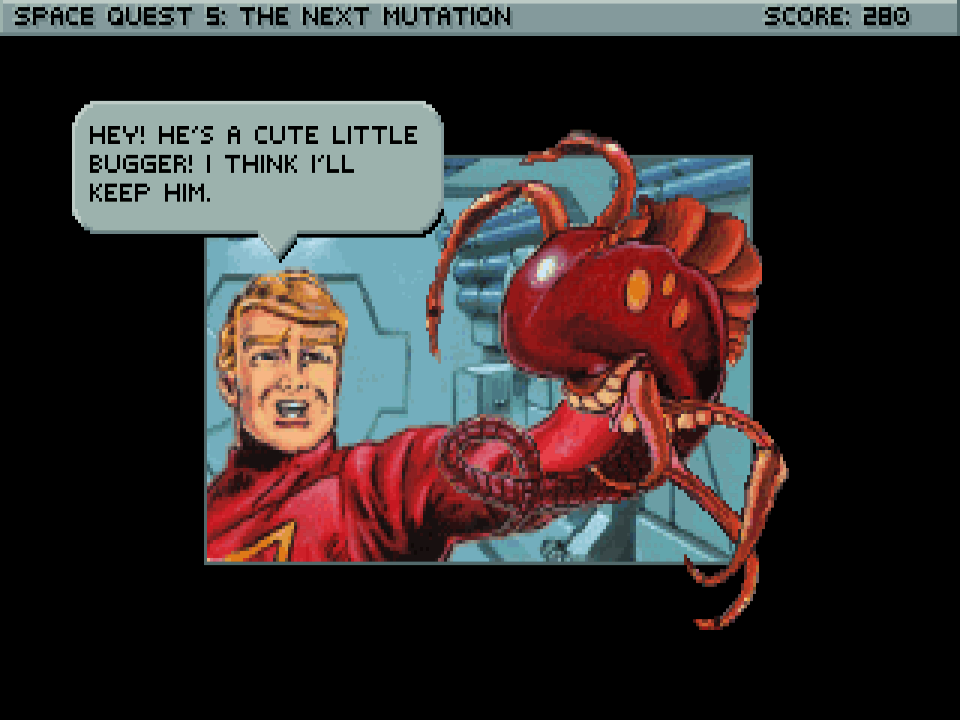 SPACE QUEST 5: THE NEXT MUTATION SCORE: 280
HEY! HE'S A CUTE LITTLE
BUGGER! I THINK I'LL
KEEP HIM.